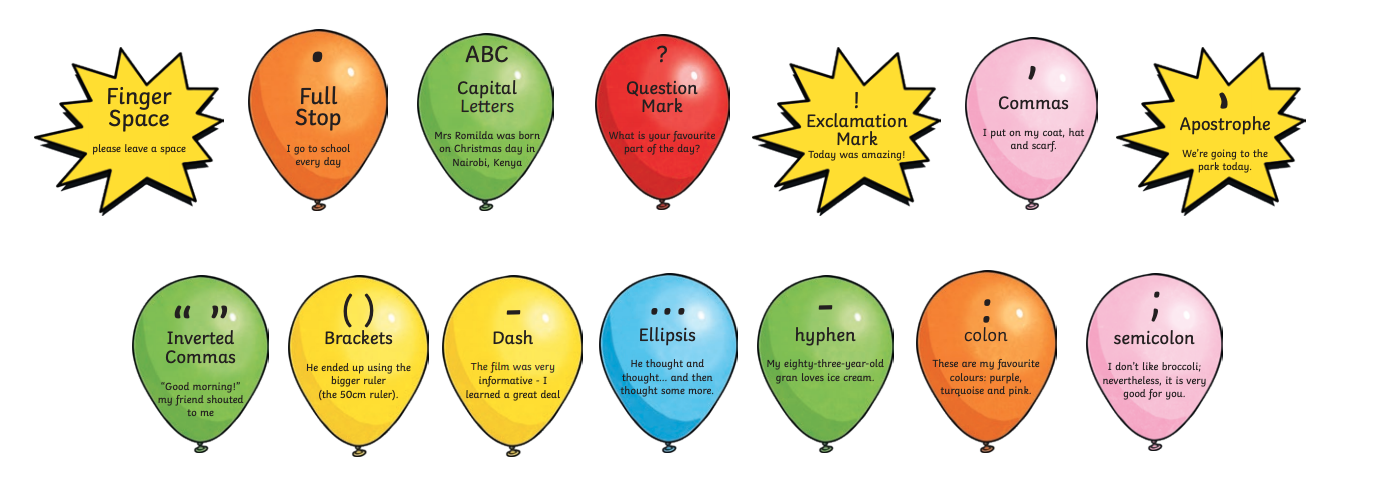 Finger
Space
please leave a space
.
Full
Stop
I go to school
every day
ABC
Capital
Letters
Mrs Romilda was born
on Christmas day in
Nairobi, Kenya
?
Question
Mark
What is your favourite
part of the day?
!
Exclamation
Mark
Today was amazing!
,
Commas
I put on my coat, hat
and scarf.
’
Apostrophe
We're going to the
park today.
“ ”
Inverted
Commas
"Good morning!"
my friend shouted
to me
( )
Brackets
He ended up using the
bigger ruler
(the 50cm ruler).
-
Dash
The film was very
informative - I
learned a great deal
...
Ellipsis
He thought and
thought... and then
thought some more.
-
hyphen
My eighty-three-year-old
gran loves ice cream.
:
colon
These are my favourite
colours: purple,
turquoise and pink.
;
semicolon
I don't like broccoli;
nevertheless, it is very
good for you.